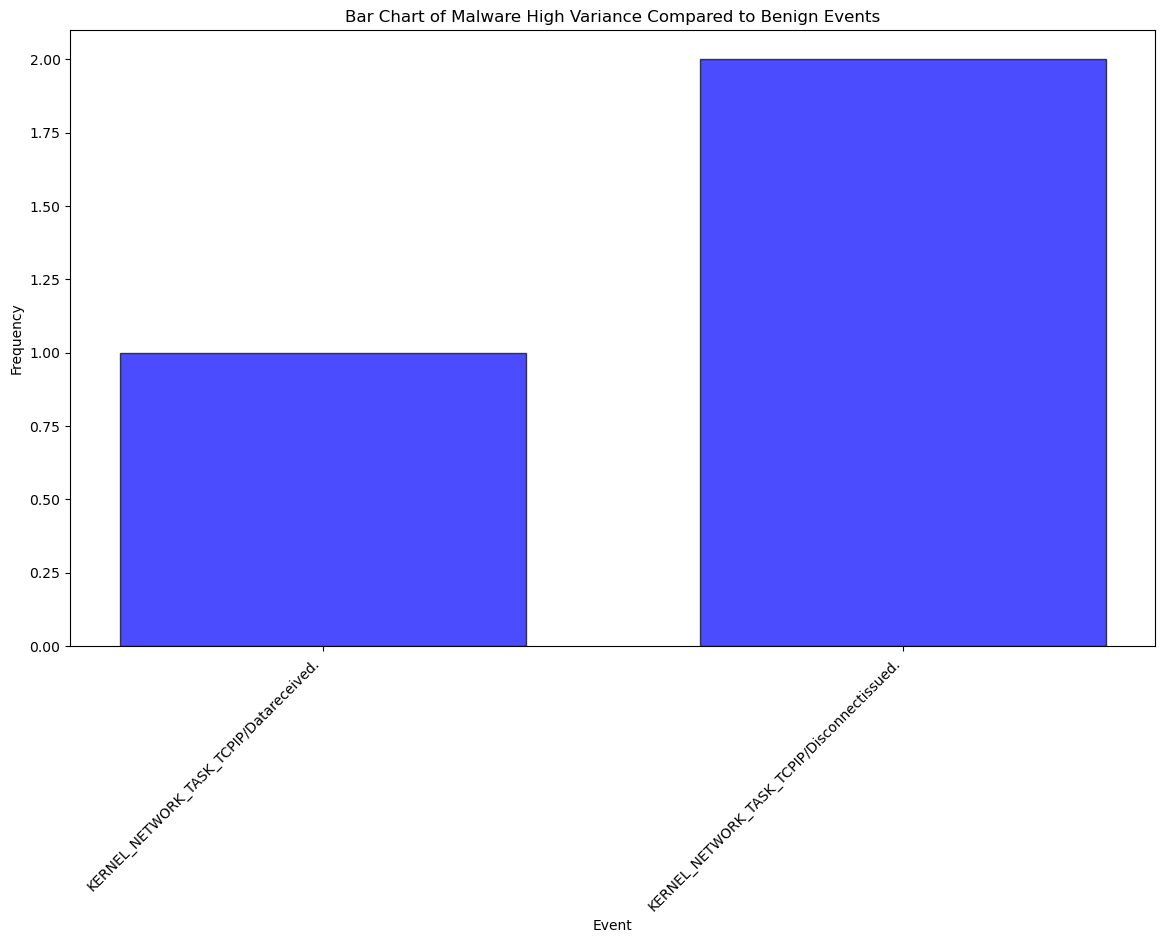 Bar Chart of Malware High Variance Compared to Benign Events
2.00
1.75
1.50
1.25
1.00
0.75
0.50
0.25
0.00
Frequency
KERNEL_NETWORK_TASK_TCPIP/Datareceived.
KERNEL_NETWORK_TASK_TCPIP/Disconnectissued.
Event